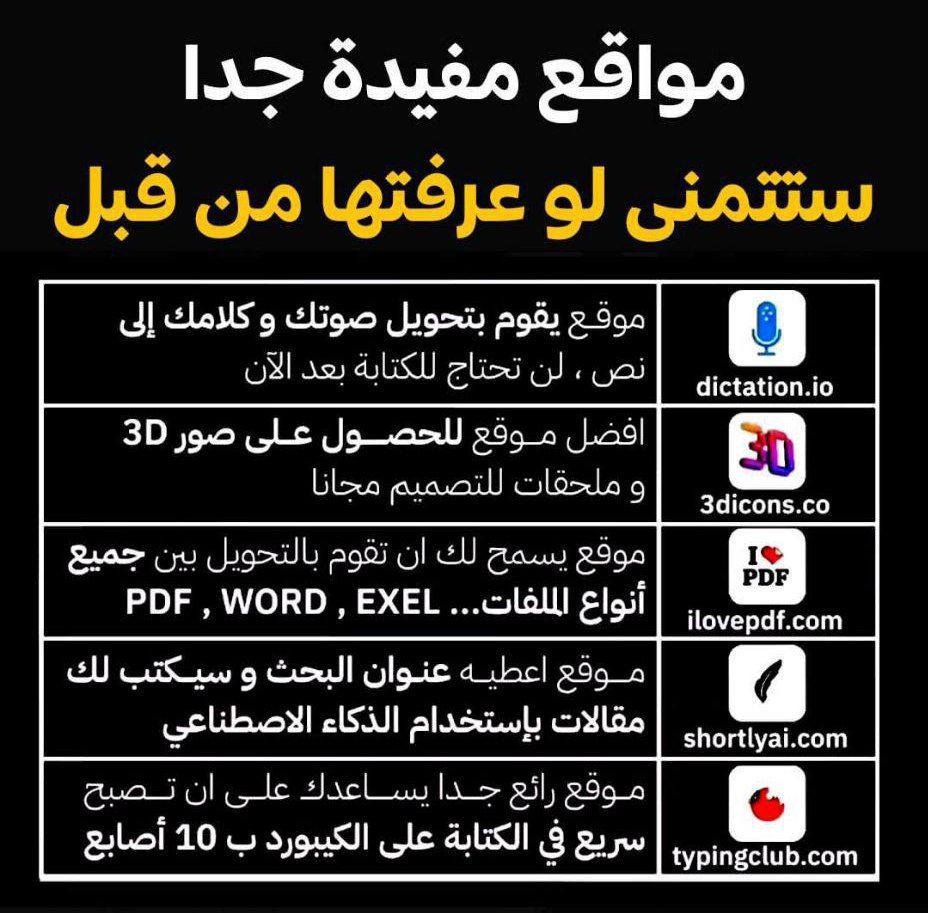 مواقع مفيدة جدا
ستتمنى لو عرفتها من قبل
موقع يقوم بتحويل صوتك و كلامك إلى
نص ، لن تحتاج للكتابة بعد الآن
dictation.io
افضل موقع للحصول على صور 3D
و ملحقات للتصميم مجانا
3D
3dicons.co
موقع يسمح لك ان تقوم بالتحويل بين جميع
أنواع الملفات... PDF , WORD , EXEL
I
PDF
ilovepdf.com
موقع اعطيه عنوان البحث و سيكتب لك
مقالات بإستخدام الذكاء الاصطناعي
shortlyai.com
موقع رائع جدا يساعدك على ان تصبح
سريع في الكتابة على الكيبورد ب 10 أصابع
typingclub.com